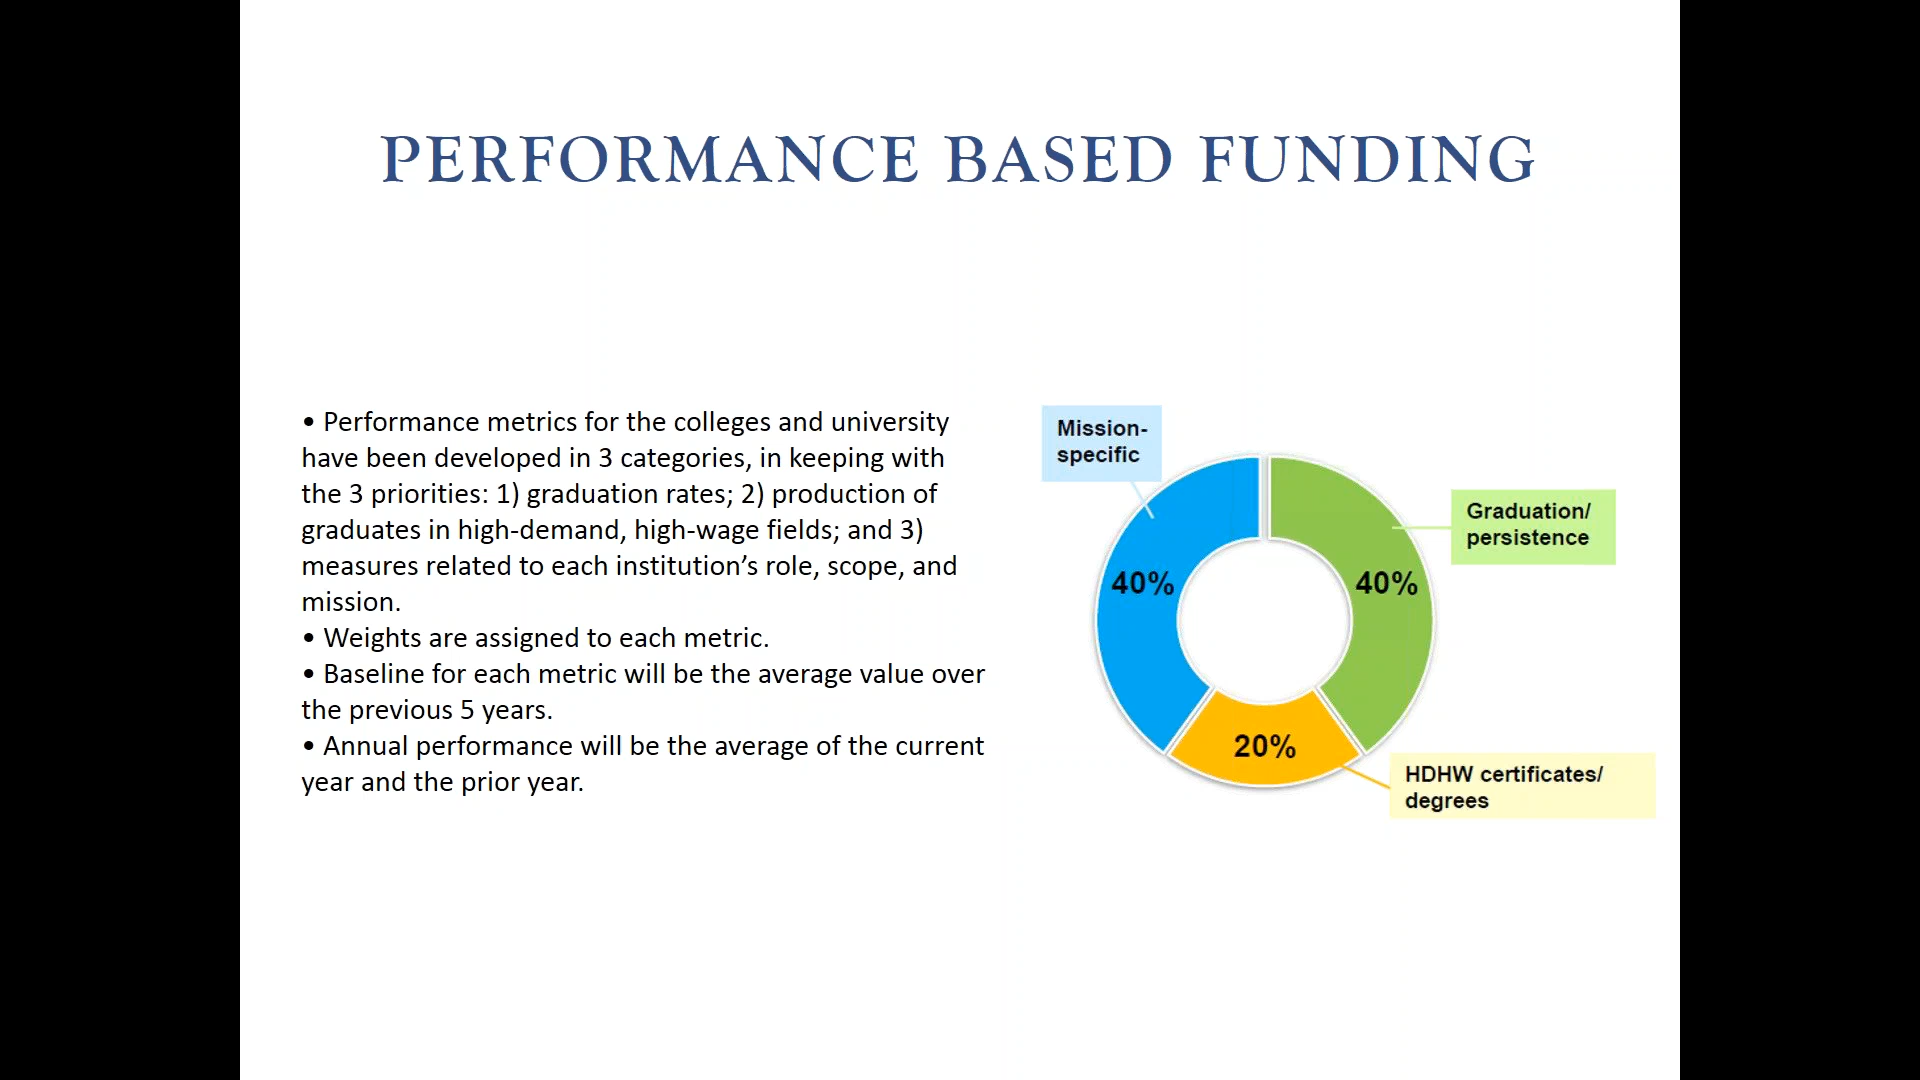 PERFORMANCE BASED FUNDING
• Performance metrics for the colleges and university
have been developed in 3 categories, in keeping with
the 3 priorities: 1) graduation rates; 2) production of
graduates in high-demand, high-wage fields; and 3)
measures related to each institution’s role, scope, and
mission.
• Weights are assigned to each metric.
• Baseline for each metric will be the average value over
the previous 5 years.
• Annual performance will be the average of the current
year and the prior year.
Mission-
specific
Graduation/
persistence
40%
40%
20%
HDHW certificates/
degrees